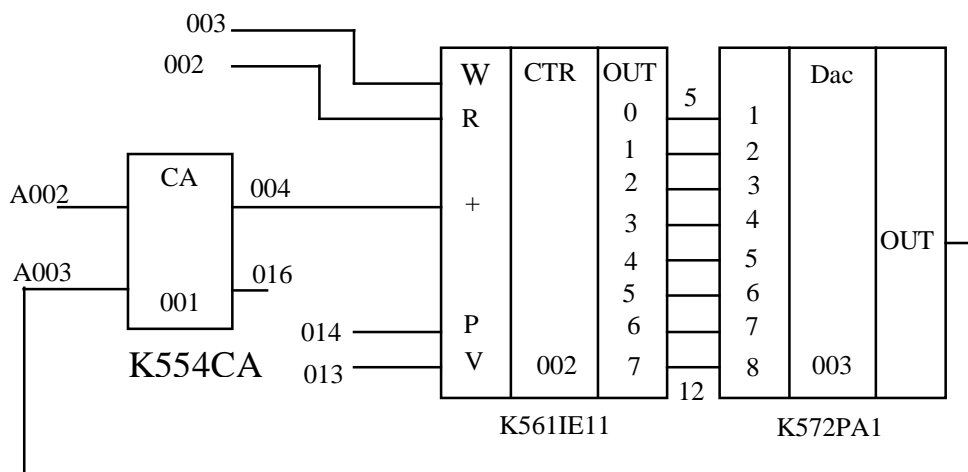 003
002
W CTR OUT Dac
R 0 5 1
1 2
CA 2 3
A002 004 + 3 4
4 5 OUT
A003 016 5 6
001
014 P 6 7
K554CA
013 V 002 7 12 8 003
K561IE11 K572PA1